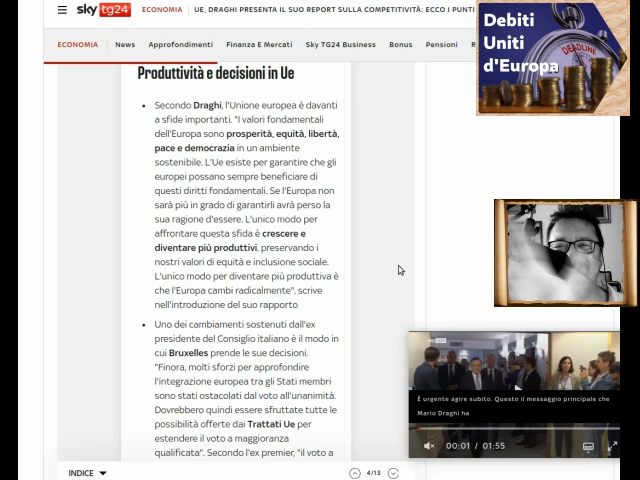 sky tg24 ECONOMIA UE, DRAGHI PRESENTA IL SUO REPORT SULLA COMPETITIVITÀ: ECCO I PUNTI
ECONOMIA News Approfondimenti Finanza E Mercati Sky TG24 Business Bonus Pensioni R
Debiti
Uniti
d'Europa
DEADLINE
Produttività e decisioni in Ue
Secondo Draghi, l'Unione europea è davanti
a sfide importanti. "I valori fondamentali
dell'Europa sono prosperità, equità, libertà,
pace e democrazia in un ambiente
sostenibile. L'Ue esiste per garantire che gli
europei possano sempre beneficiare di
questi diritti fondamentali. Se l'Europa non
sarà più in grado di garantirli avrà perso la
sua ragione d'essere. L'unico modo per
affrontare questa sfida è crescere e
diventare più produttivi, preservando i
nostri valori di equità e inclusione sociale.
L'unico modo per diventare più produttiva è
che l'Europa cambi radicalmente", scrive
nell'introduzione del suo rapporto
Uno dei cambiamenti sostenuti dall'ex
presidente del Consiglio italiano è il modo in
cui Bruxelles prende le sue decisioni.
"Finora, molti sforzi per approfondire
l'integrazione europea tra gli Stati membri
sono stati ostacolati dal voto all'unanimità.
Dovrebbero quindi essere sfruttate tutte le
possibilità offerte dai Trattati Ue per
estendere il voto a maggioranza
qualificata". Secondo l'ex premier, "il voto a
È urgente agire subito. Questo il messaggio principale che
Mario Draghi ha
00:01 / 01:55
INDICE 4/13